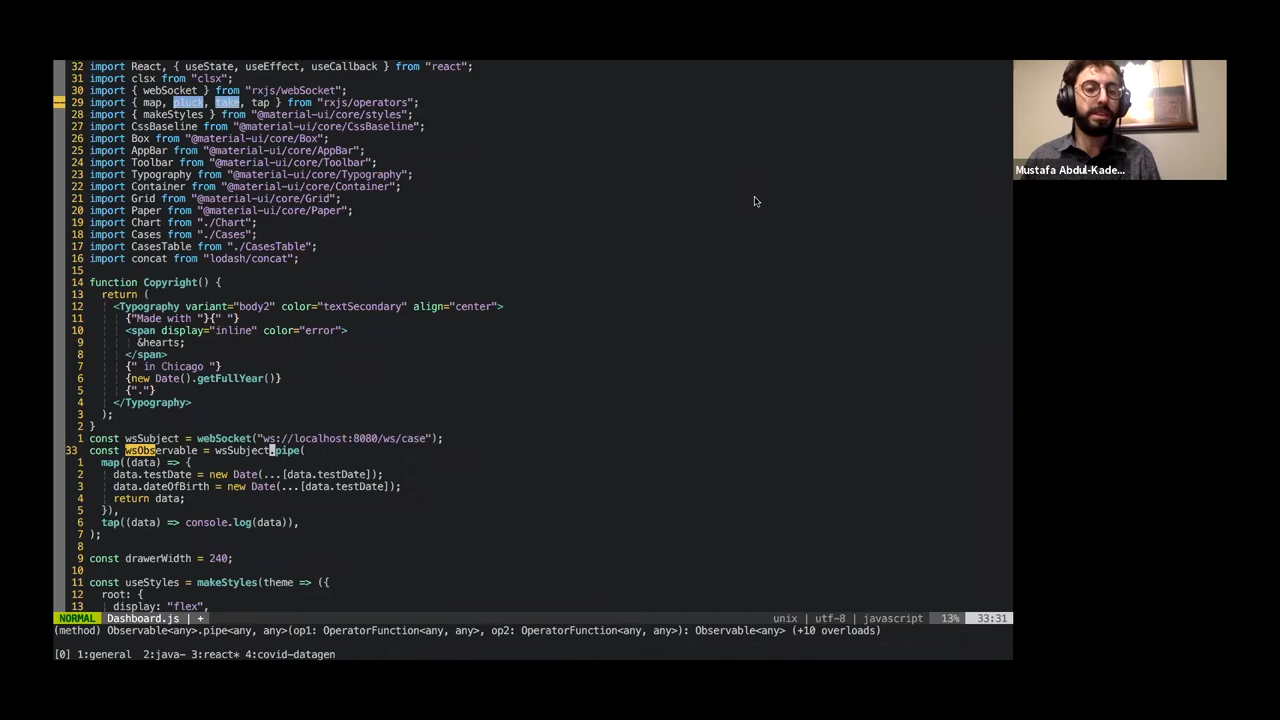 32 import React, { useState, useEffect, useCallback } from "react";
31 import clsx from "clsx";
30 import { webSocket } from "rxjs/webSocket";
29 import { map, pluck, take, tap } from "rxjs/operators";
28 import { makeStyles } from "@material-ui/core/styles";
27 import CssBaseline from "@material-ui/core/CssBaseline";
26 import Box from "@material-ui/core/Box";
25 import AppBar from "@material-ui/core/AppBar";
24 import Toolbar from "@material-ui/core/Toolbar";
23 import Typography from "@material-ui/core/Typography";
22 import Container from "@material-ui/core/Container";
21 import Grid from "@material-ui/core/Grid";
20 import Paper from "@material-ui/core/Paper";
19 import Chart from "./Chart";
18 import Cases from "./Cases";
17 import CasesTable from "./CasesTable";
16 import concat from "lodash/concat";
15
14 function Copyright() {
13 return (
12 <Typography variant="body2" color="textSecondary" align="center">
11 {"Made with "}{" "}
10 <span display="inline" color="error">
9 &hearts;
8 </span>
7 {" in Chicago "}
6 {new Date().getFullYear()}
5 {"."}
4 </Typography>
3 );
2 }
1 const wsSubject = webSocket("ws://localhost:8080/ws/case");
33 const wsObservable = wsSubject.pipe(
1 map((data) => {
2 data.testDate = new Date(...[data.testDate]);
3 data.dateOfBirth = new Date(...[data.testDate]);
4 return data;
5 }),
6 tap((data) => console.log(data)),
7 );
8
9 const drawerWidth = 240;
10
11 const useStyles = makeStyles(theme => ({
12 root: {
13 display: "flex",
NORMAL Dashboard.js | + unix | utf-8 | javascript 13% 33:31
(method) Observable<any>.pipe<any, any>(op1: OperatorFunction<any, any>, op2: OperatorFunction<any, any>): Observable<any> (+10 overloads)
[0] 1:general 2:java- 3:react* 4:covid-datagen
Mustafa Abdul-Kade...